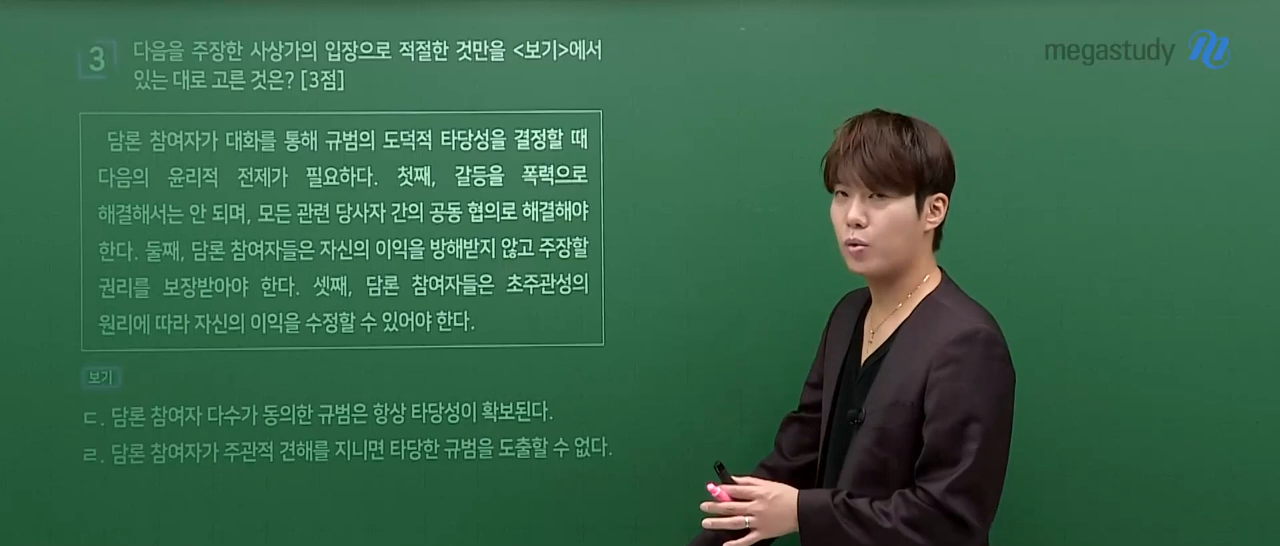 3 다음을 주장한 사상가의 입장으로 적절한 것만을 <보기>에서
있는 대로 고른 것은? [3점]
megastudy
담론 참여자가 대화를 통해 규범의 도덕적 타당성을 결정할 때
다음의 윤리적 전제가 필요하다. 첫째, 갈등을 폭력으로
해결해서는 안 되며, 모든 관련 당사자 간의 공동 협의로 해결해야
한다. 둘째, 담론 참여자들은 자신의 이익을 방해받지 않고 주장할
권리를 보장받아야 한다. 셋째, 담론 참여자들은 초주관성의
원리에 따라 자신의 이익을 수정할 수 있어야 한다.
보기
ㄷ. 담론 참여자 다수가 동의한 규범은 항상 타당성이 확보된다.
ㄹ. 담론 참여자가 주관적 견해를 지니면 타당한 규범을 도출할 수 없다.